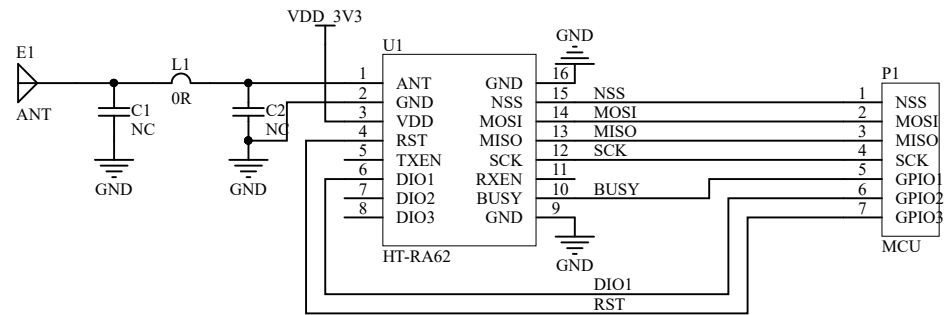 VDD_3V3
E1
ANT
L1
0R
C1
NC
GND
C2
NC
GND
U1
1 ANT GND 16 GND
2 GND NSS 15 NSS
3 VDD MOSI 14 MOSI
4 RST MISO 13 MISO
5 TXEN SCK 12 SCK
6 DIO1 RXEN 11
7 DIO2 BUSY 10 BUSY
8 DIO3 GND 9
HT-RA62
GND
P1
1 NSS
2 MOSI
3 MISO
4 SCK
5 GPIO1
6 GPIO2
7 GPIO3
MCU
DIO1
RST